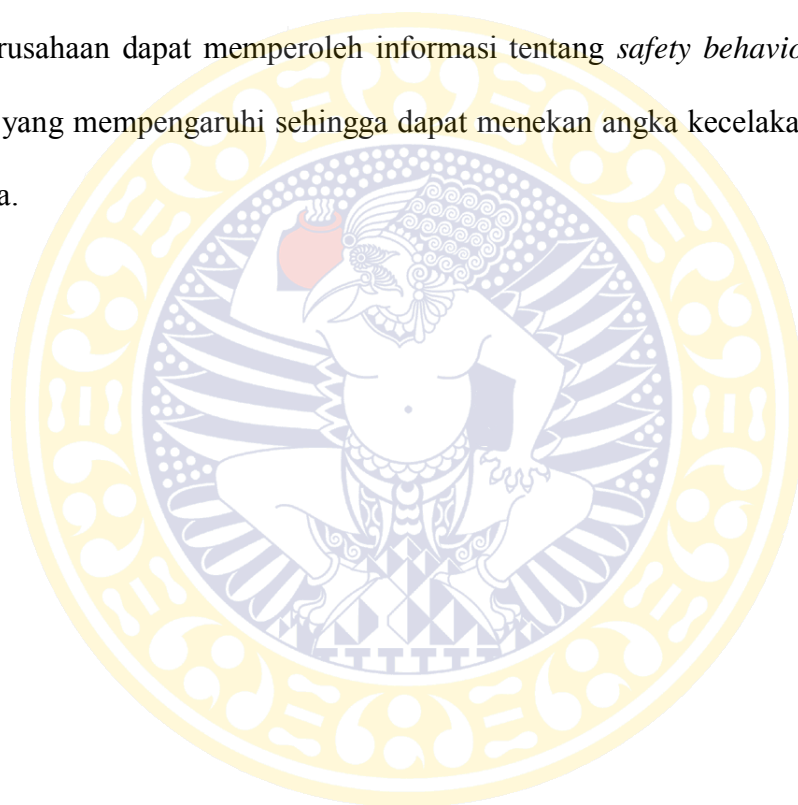 rusahaan dapat memperoleh informasi tentang safety behavio
yang mempengaruhi sehingga dapat menekan angka kecelaka
a.